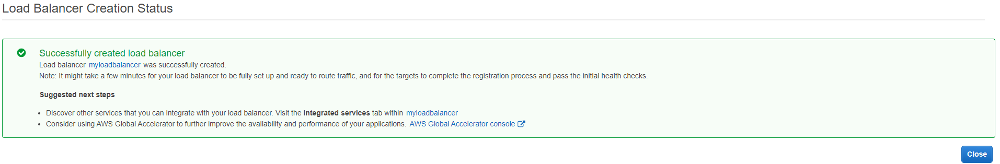 Load Balancer Creation Status
Successfully created load balancer
Load balancer myloadbalancer was successfully created.
Note: It might take a few minutes for your load balancer to be fully set up and ready to route traffic, and for the targets to complete the registration process and pass the initial health checks.
Suggested next steps
• Discover other services that you can integrate with your load balancer. Visit the Integrated services tab within myloadbalancer
• Consider using AWS Global Accelerator to further improve the availability and performance of your applications. AWS Global Accelerator console
Close